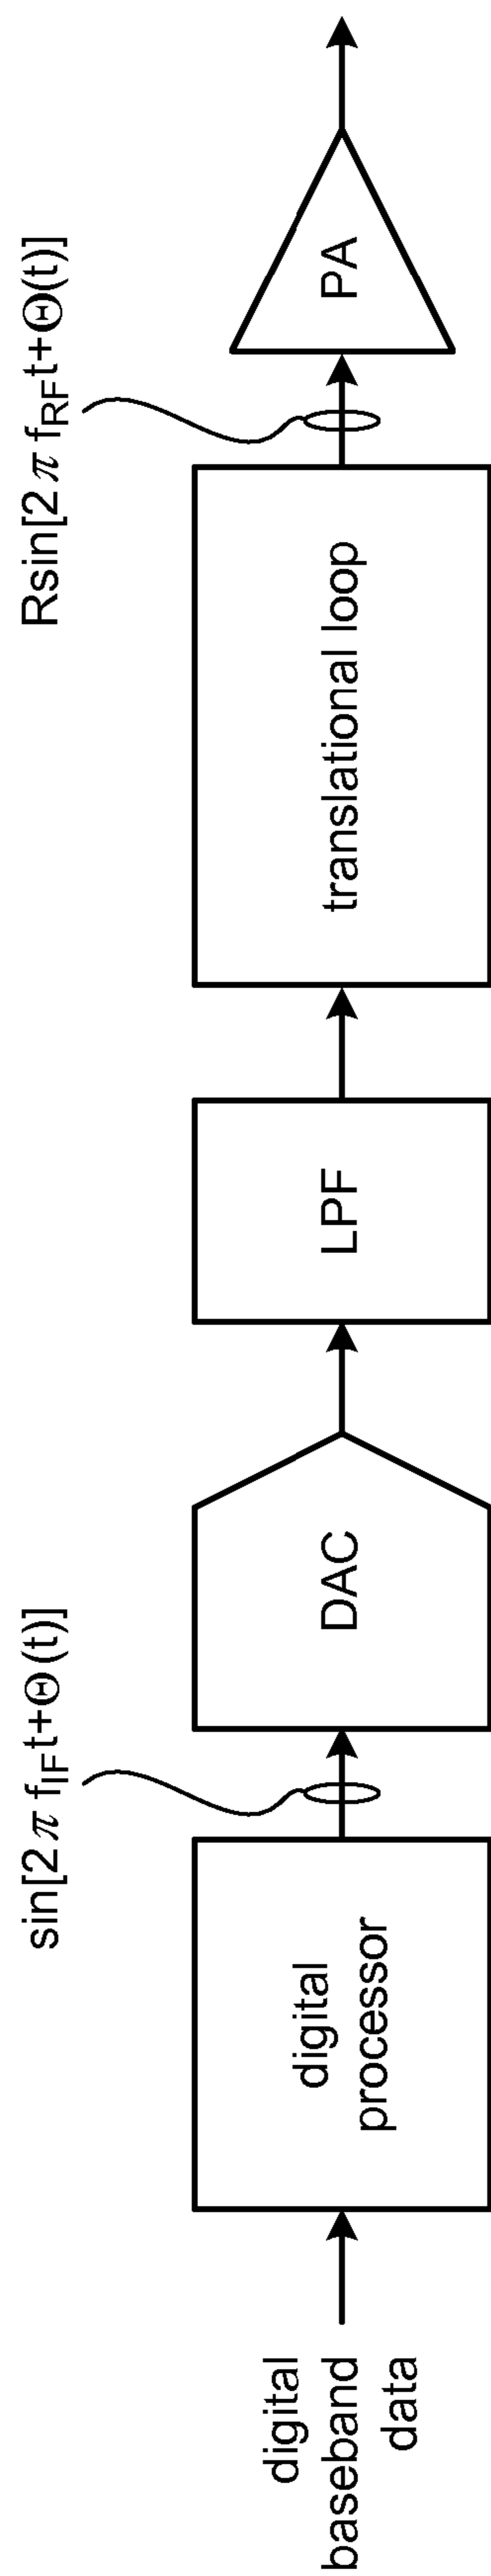 digital
baseband
data
digital
processor
sin[2π f_IF t+Θ(t)]
DAC
LPF
translational loop
Rsin[2π f_RF t+Θ(t)]
PA